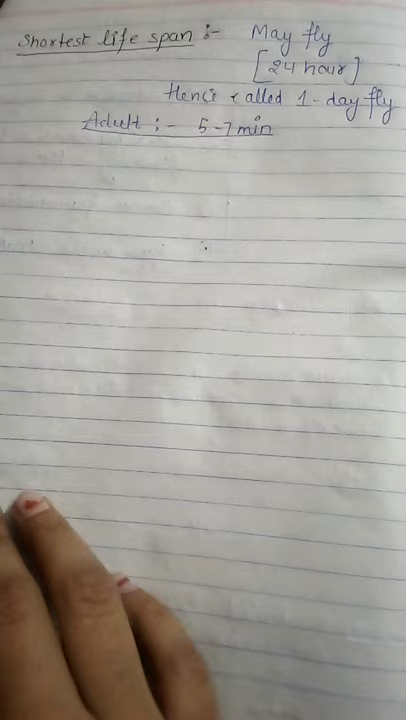 Shortest life span :- May fly
[24 hour]
Hence called 1-day fly
Adult :- 5-7 min